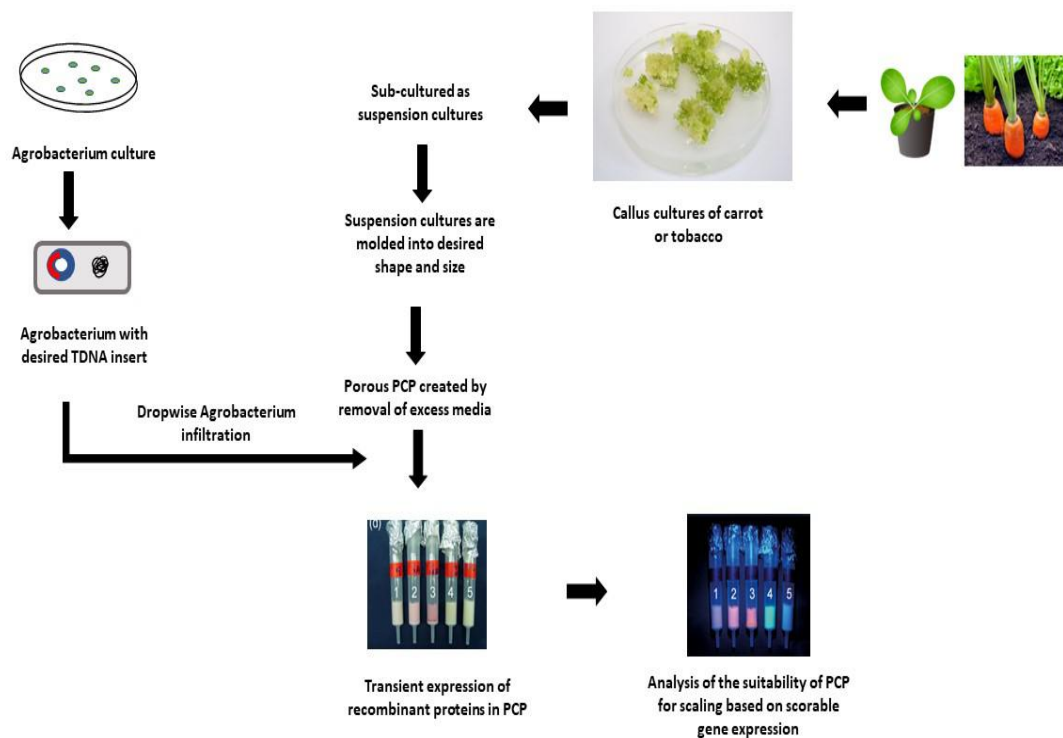 Agrobacterium culture
Agrobacterium with
desired TDNA insert
Dropwise Agrobacterium
infiltration
Sub-cultured as
suspension cultures
Suspension cultures are
molded into desired
shape and size
Porous PCP created by
removal of excess media
Callus cultures of carrot
or tobacco
(d)
1 2 3 4 5
Transient expression of
recombinant proteins in PCP
1 2 3 4 5
Analysis of the suitability of PCP
for scaling based on scorable
gene expression